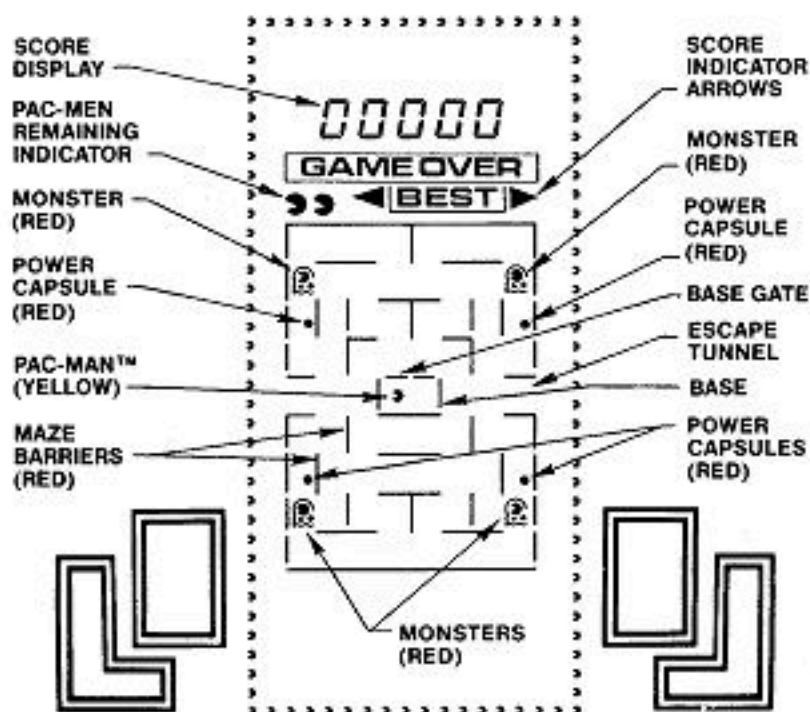 SCORE
DISPLAY
PAC-MEN
REMAINING
INDICATOR
MONSTER
(RED)
POWER
CAPSULE
(RED)
PAC-MAN™
(YELLOW)
MAZE
BARRIERS
(RED)
00000
GAME OVER
BEST
SCORE
INDICATOR
ARROWS
MONSTER
(RED)
POWER
CAPSULE
(RED)
BASE GATE
ESCAPE
TUNNEL
BASE
POWER
CAPSULES
(RED)
MONSTERS
(RED)